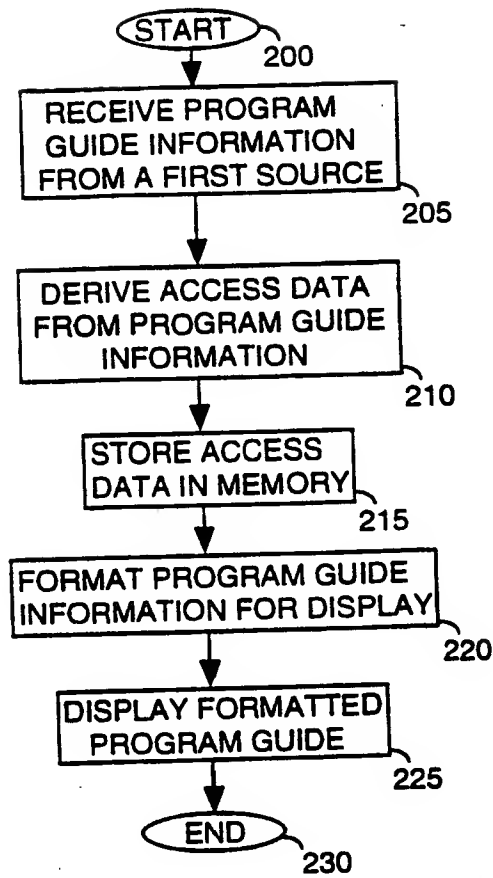 START
200
RECEIVE PROGRAM
GUIDE INFORMATION
FROM A FIRST SOURCE
205
DERIVE ACCESS DATA
FROM PROGRAM GUIDE
INFORMATION
210
STORE ACCESS
DATA IN MEMORY
215
FORMAT PROGRAM GUIDE
INFORMATION FOR DISPLAY
220
DISPLAY FORMATTED
PROGRAM GUIDE
225
END
230